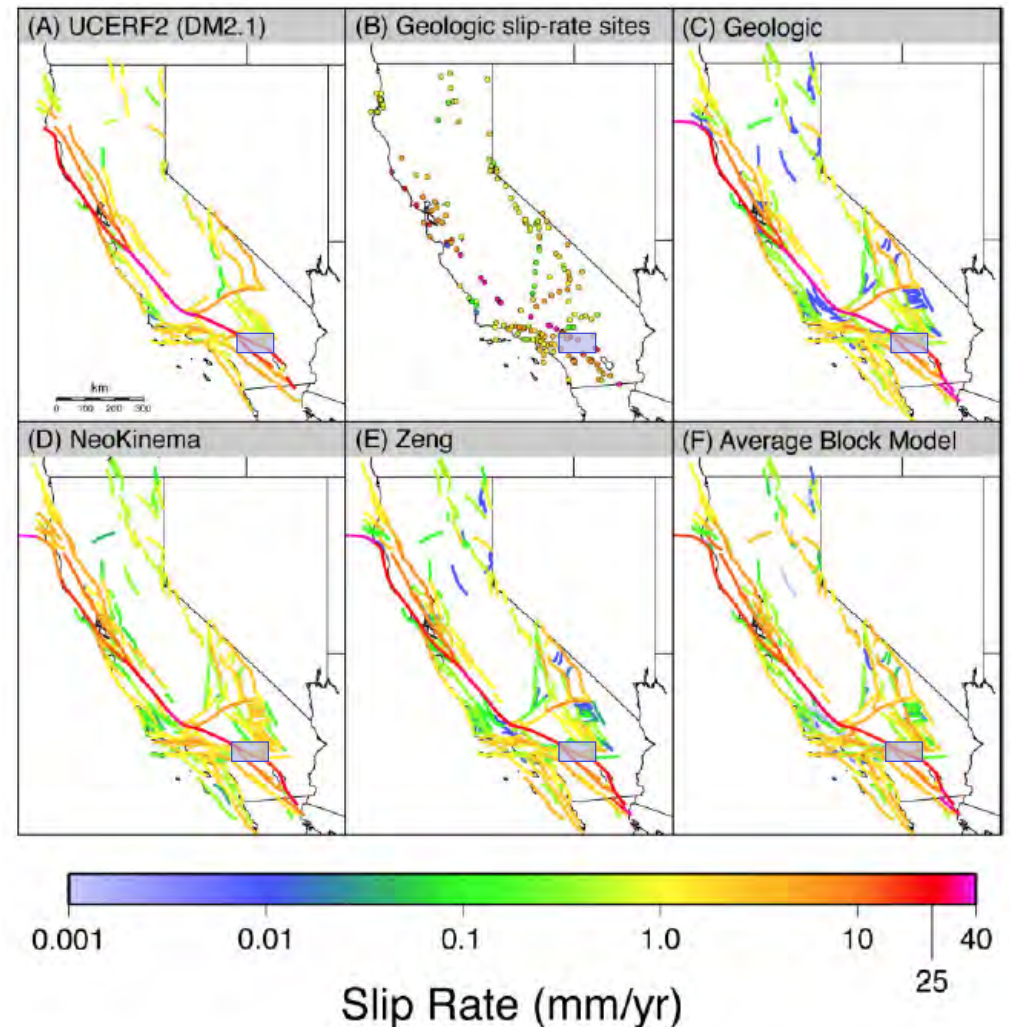 (A) UCERF2 (DM2.1)
(B) Geologic slip-rate sites
(C) Geologic
km
0 100 200 300
(D) NeoKinema
(E) Zeng
(F) Average Block Model
0.001 0.01 0.1 1.0 10 40
25
Slip Rate (mm/yr)